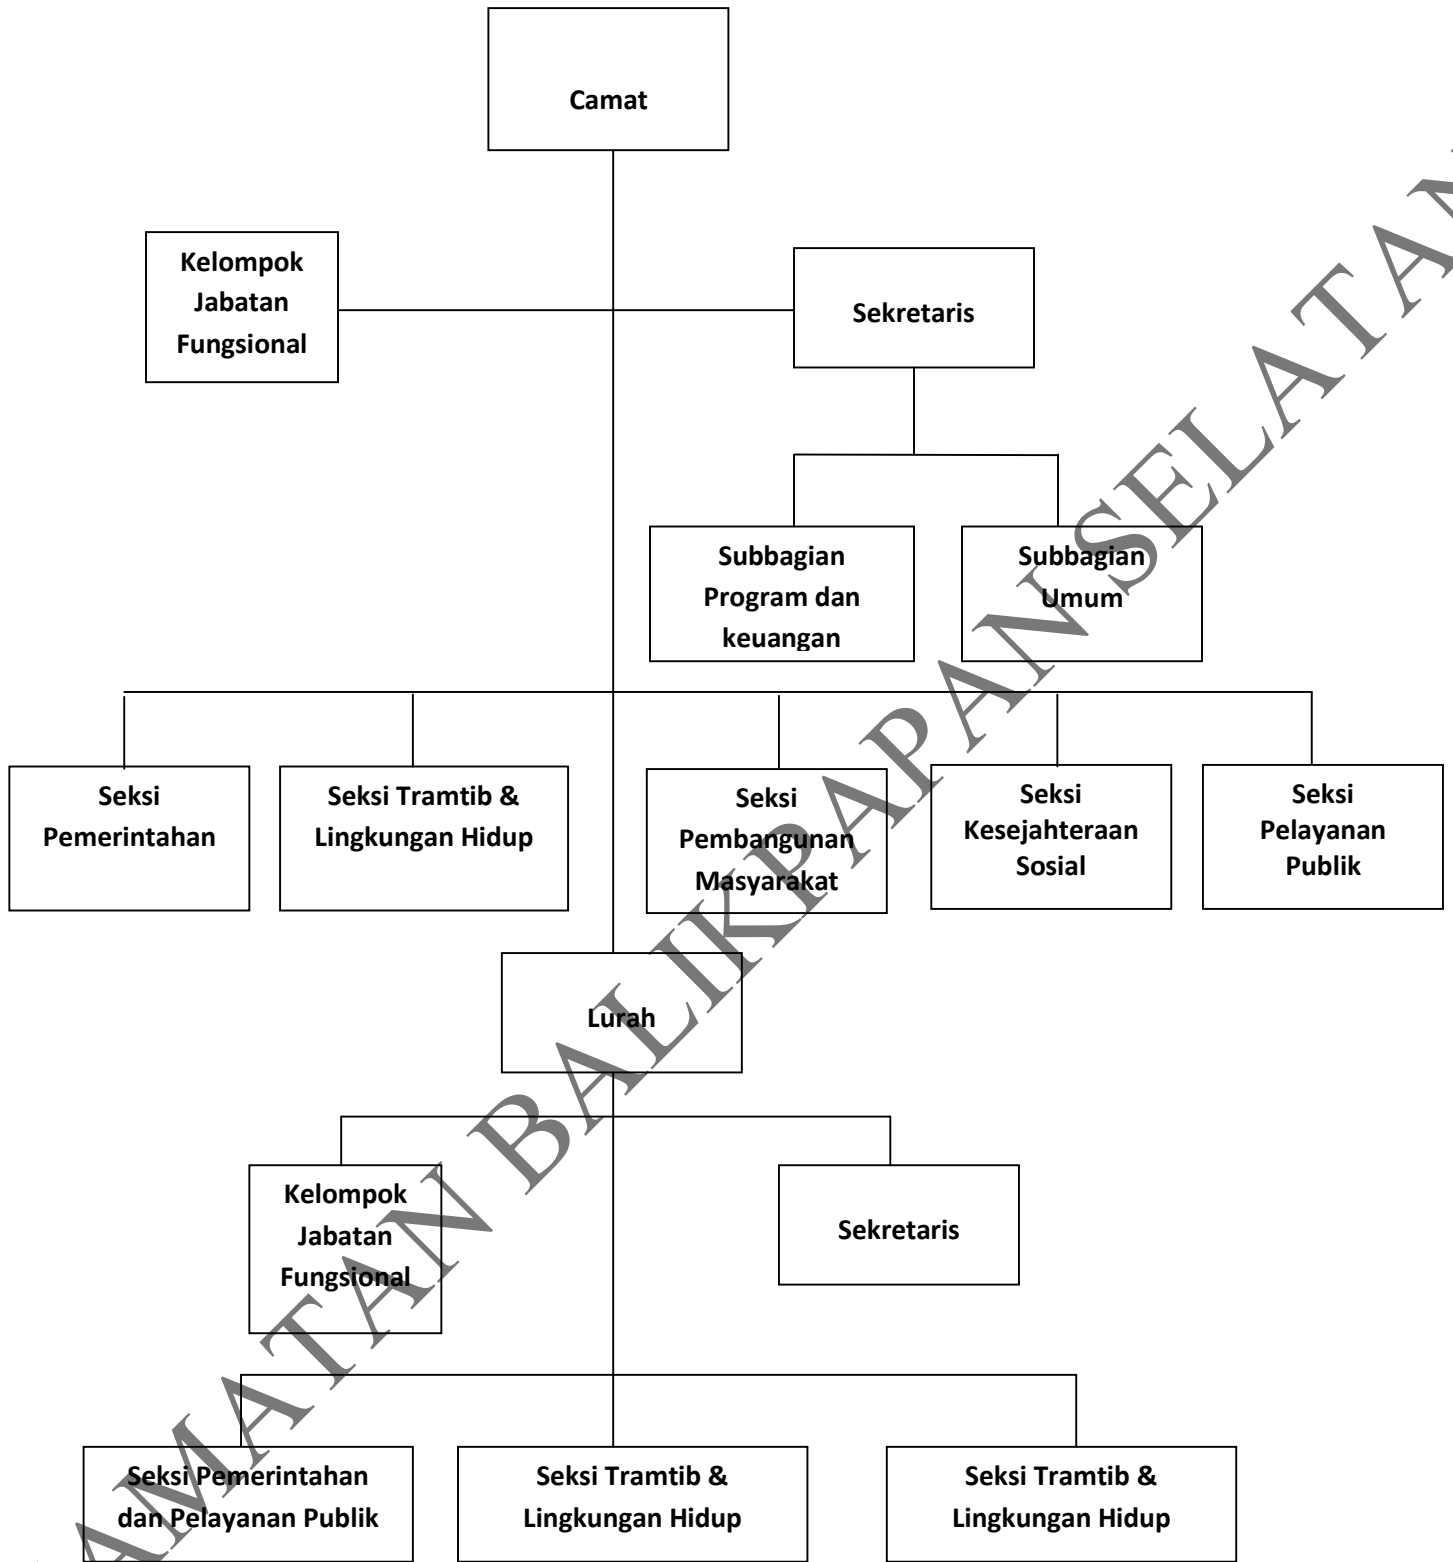 Camat
Kelompok
Jabatan
Fungsional
Sekretaris
Subbagian
Program dan
keuangan
Subbagian
Umum
Seksi
Pemerintahan
Seksi Tramtib &
Lingkungan Hidup
Seksi
Pembangunan
Masyarakat
Seksi
Kesejahteraan
Sosial
Seksi
Pelayanan
Publik
Lurah
Kelompok
Jabatan
Fungsional
Sekretaris
Seksi Pemerintahan
dan Pelayanan Publik
Seksi Tramtib &
Lingkungan Hidup
Seksi Tramtib &
Lingkungan Hidup
AMATAN BALIKPAPAN SELATAN